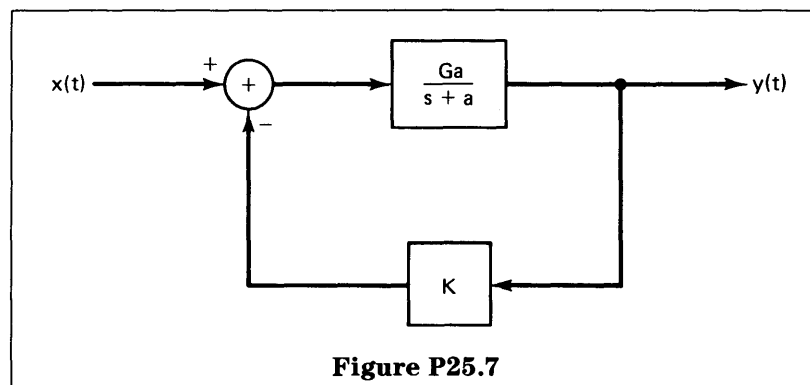 x(t)
+
+
−
Ga
s + a
y(t)
K
Figure P25.7